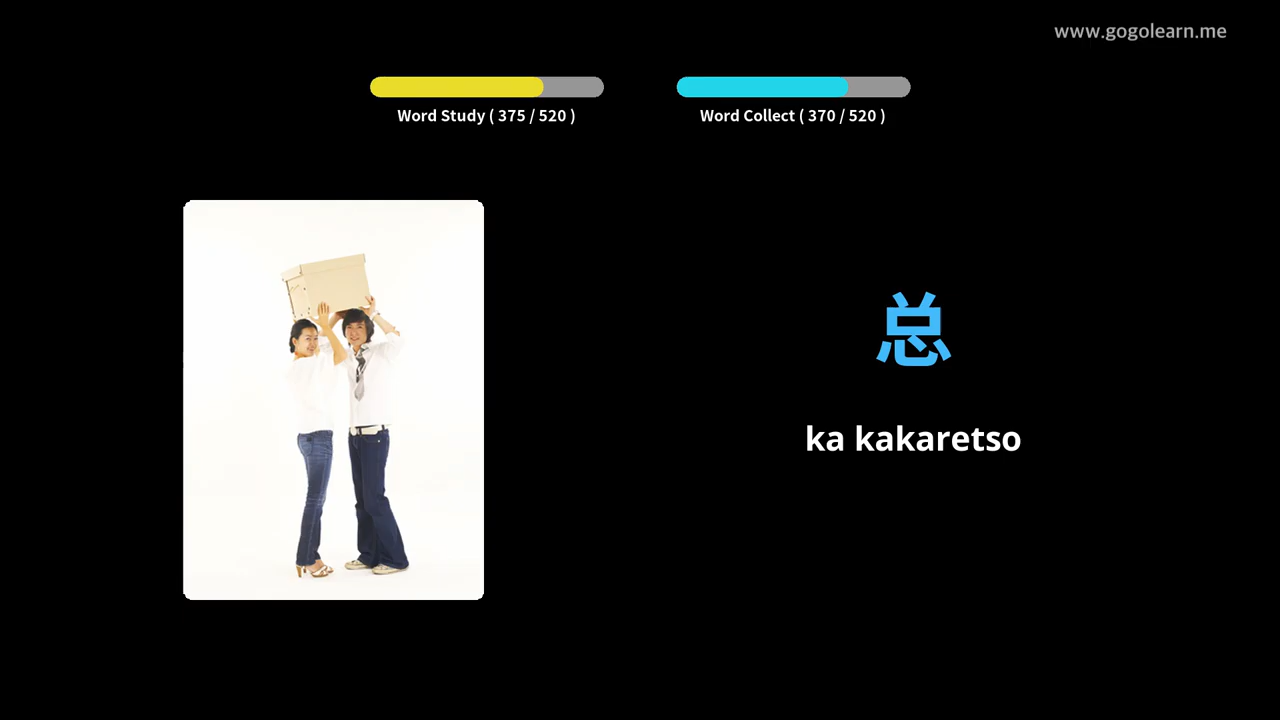 www.gogolearn.me
Word Study ( 375 / 520 )
Word Collect ( 370 / 520 )
总
ka kakaretso